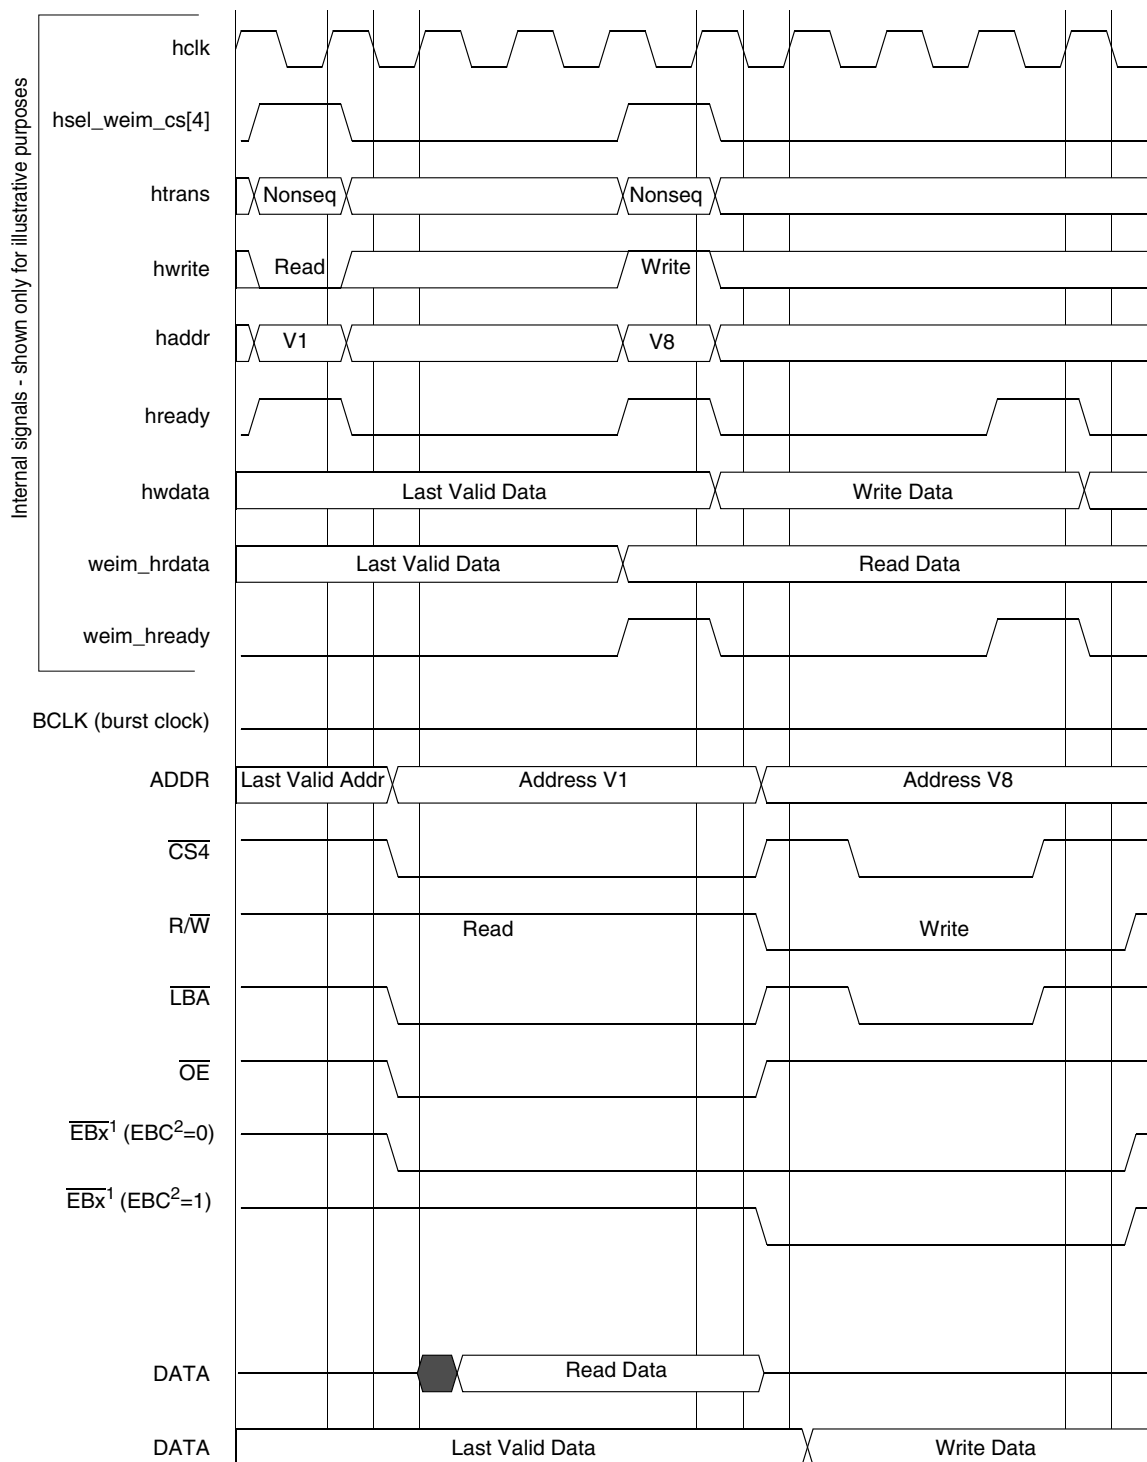 Internal signals - shown only for illustrative purposes
hclk
hsel_weim_cs[4]
htrans Nonseq Nonseq
hwrite Read Write
haddr V1 V8
hready
hwdata Last Valid Data Write Data
weim_hrdata Last Valid Data Read Data
weim_hready
BCLK (burst clock)
ADDR Last Valid Addr Address V1 Address V8
CS4
R/W Read Write
LBA
OE
EBx1 (EBC2=0)
EBx1 (EBC2=1)
DATA Read Data
DATA Last Valid Data Write Data